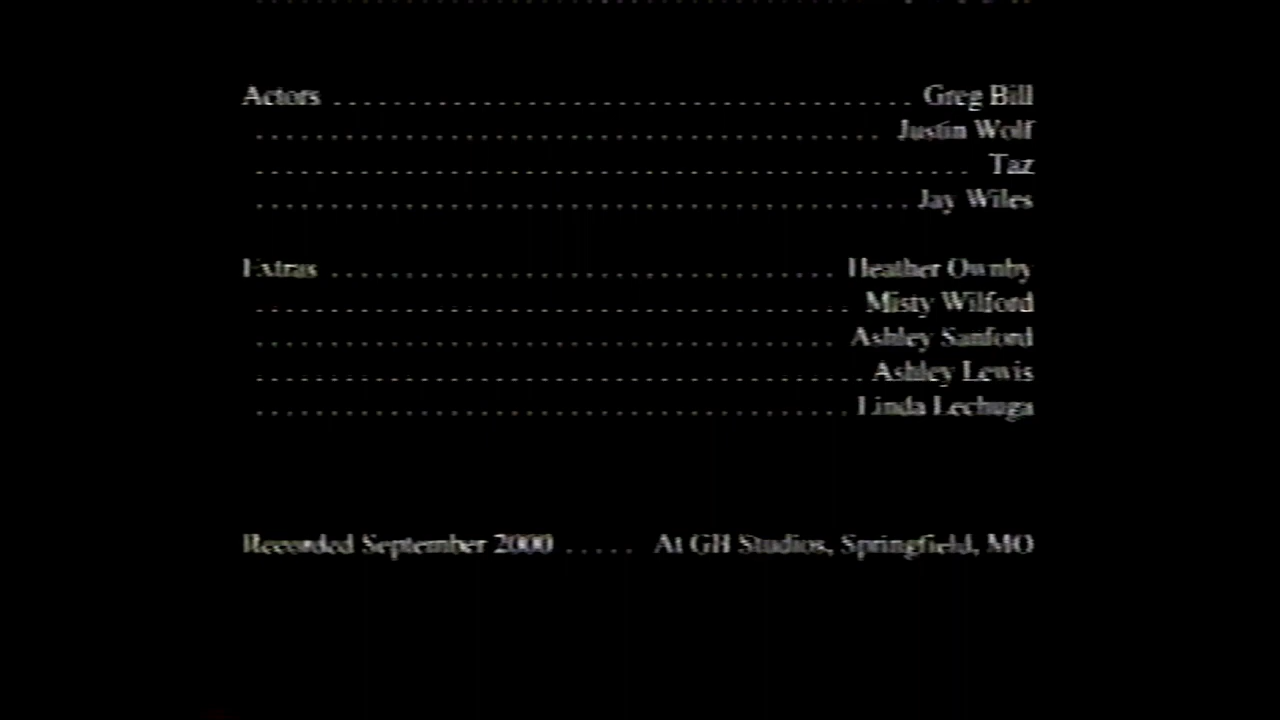 Actors ....................................... Greg Bill
.......................................... Justin Wolf
................................................ Taz
............................................ Jay Wiles
Extras .................................. Heather Ownby
........................................ Misty Wilford
....................................... Ashley Sanford
......................................... Ashley Lewis
........................................ Linda Lechuga
Recorded September 2000 ..... At GH Studios, Springfield, MO